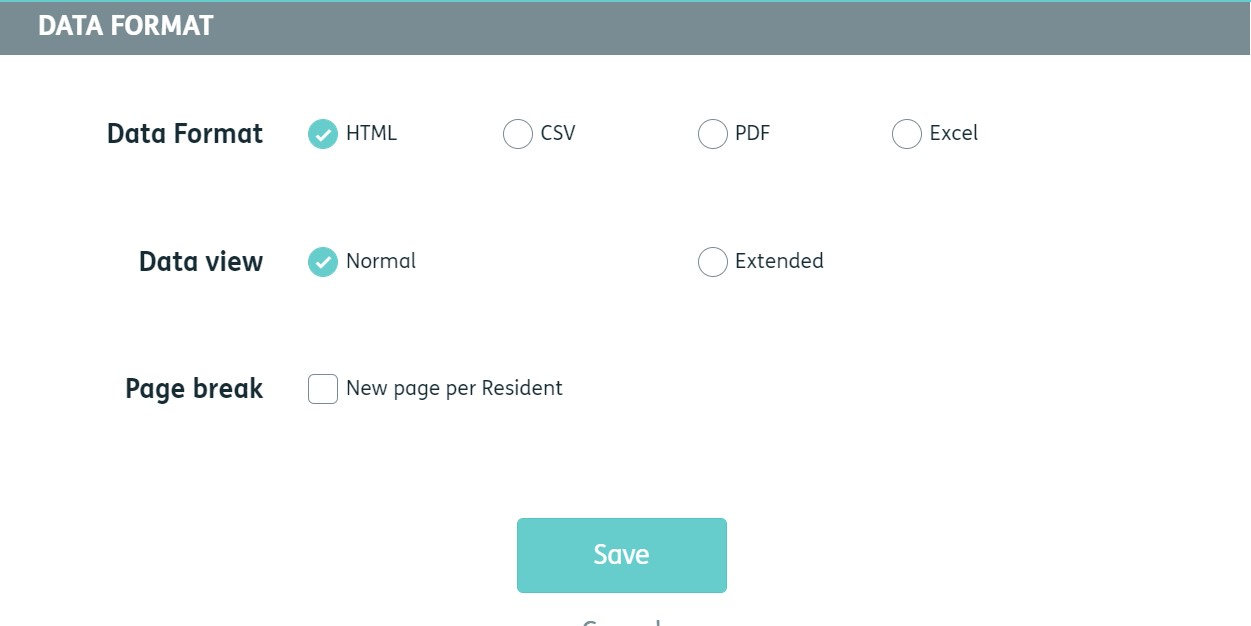 DATA FORMAT
Data Format HTML CSV PDF Excel
Data view Normal Extended
Page break New page per Resident
Save